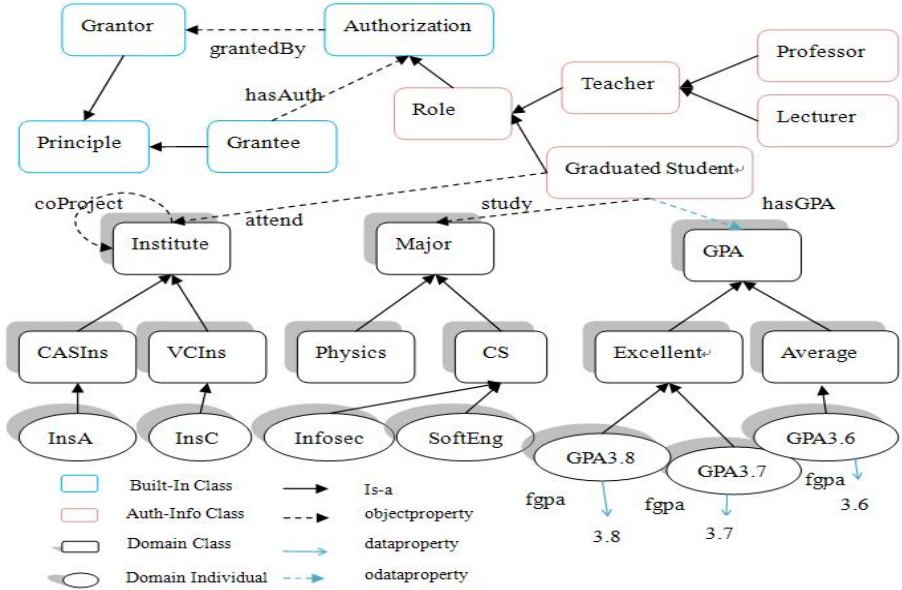 Grantor
Authorization
grantedBy
Professor
Teacher
hasAuth
Role
Lecturer
Principle
Grantee
Graduated Student↵
coProject
attend
study
hasGPA
Institute
Major
GPA
CASIns
VCIns
Physics
CS
Excellent↵
Average
InsA
InsC
Infosec
SoftEng
GPA3.8
GPA3.7
GPA3.6
fgpa
fgpa
fgpa
3.8
3.7
3.6
Built-In Class
Is-a
Auth-Info Class
objectproperty
Domain Class
dataproperty
Domain Individual
odataproperty